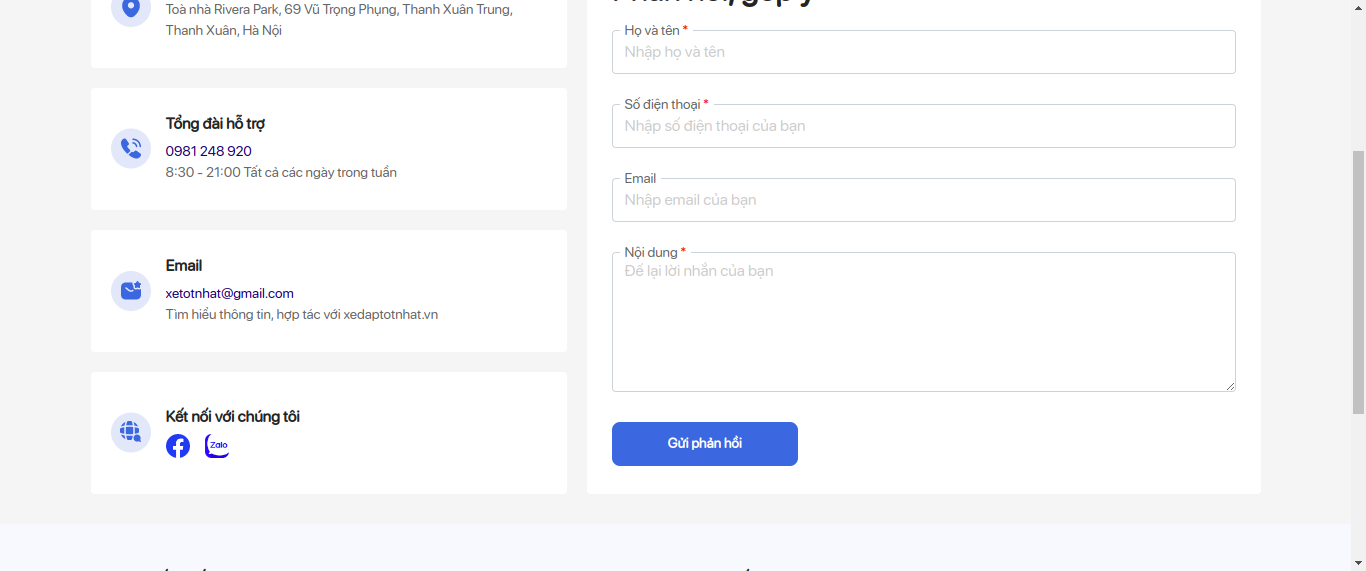 Toà nhà Rivera Park, 69 Vũ Trọng Phụng, Thanh Xuân Trung,
Thanh Xuân, Hà Nội
Tổng đài hỗ trợ
0981 248 920
8:30 - 21:00 Tất cả các ngày trong tuần
Email
xetotnhat@gmail.com
Tìm hiểu thông tin, hợp tác với xedaptotnhat.vn
Kết nối với chúng tôi
Zalo
Phản hồi, góp ý
Họ và tên *
Nhập họ và tên
Số điện thoại *
Nhập số điện thoại của bạn
Email
Nhập email của bạn
Nội dung *
Để lại lời nhắn của bạn
Gửi phản hồi